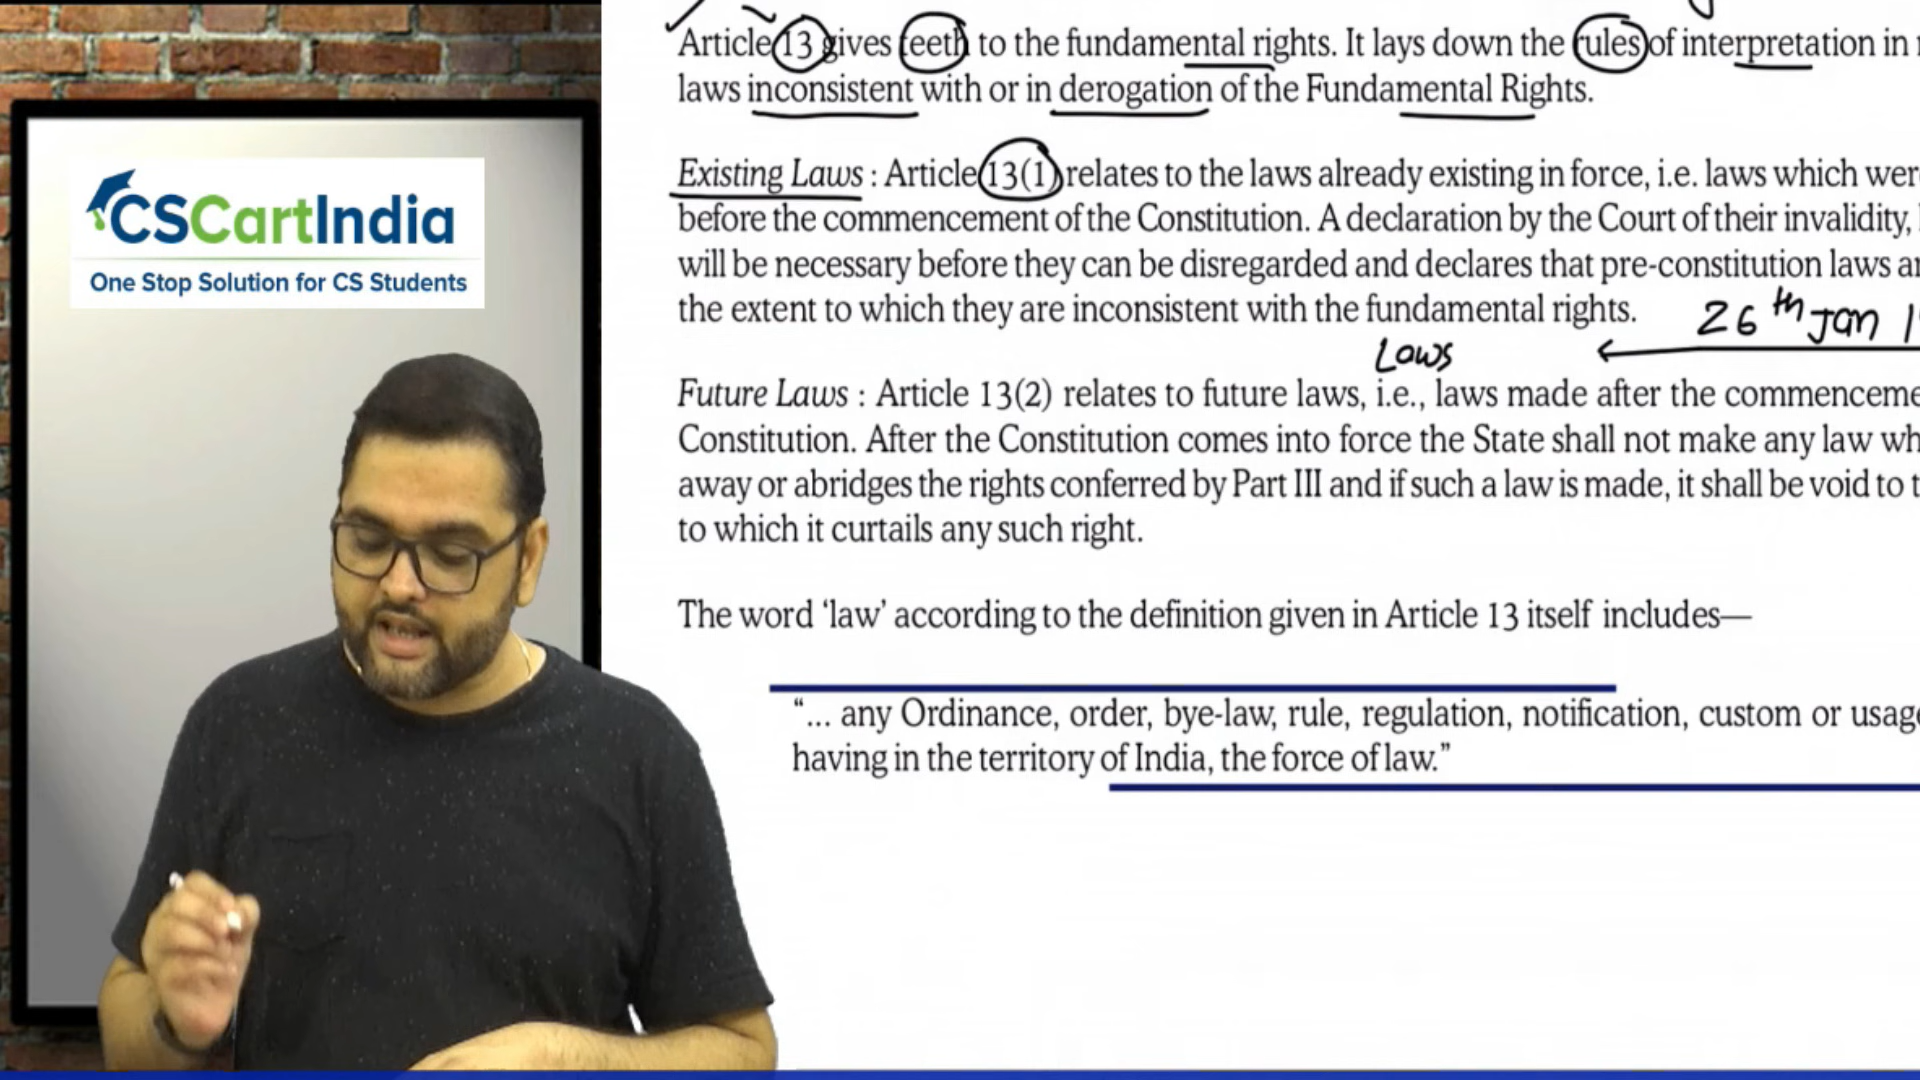 CSCartIndia
One Stop Solution for CS Students
Article 13 gives teeth to the fundamental rights. It lays down the rules of interpretation in
laws inconsistent with or in derogation of the Fundamental Rights.
Existing Laws : Article 13(1) relates to the laws already existing in force, i.e. laws which
before the commencement of the Constitution. A declaration by the Court of their invalidity,
will be necessary before they can be disregarded and declares that pre-constitution laws
the extent to which they are inconsistent with the fundamental rights.
26th Jan
Laws
Future Laws : Article 13(2) relates to future laws, i.e., laws made after the
Constitution. After the Constitution comes into force the State shall not make any law
away or abridges the rights conferred by Part III and if such a law is made, it shall be void to
to which it curtails any such right.
The word ‘law’ according to the definition given in Article 13 itself includes—
“... any Ordinance, order, bye-law, rule, regulation, notification, custom or
having in the territory of India, the force of law.”